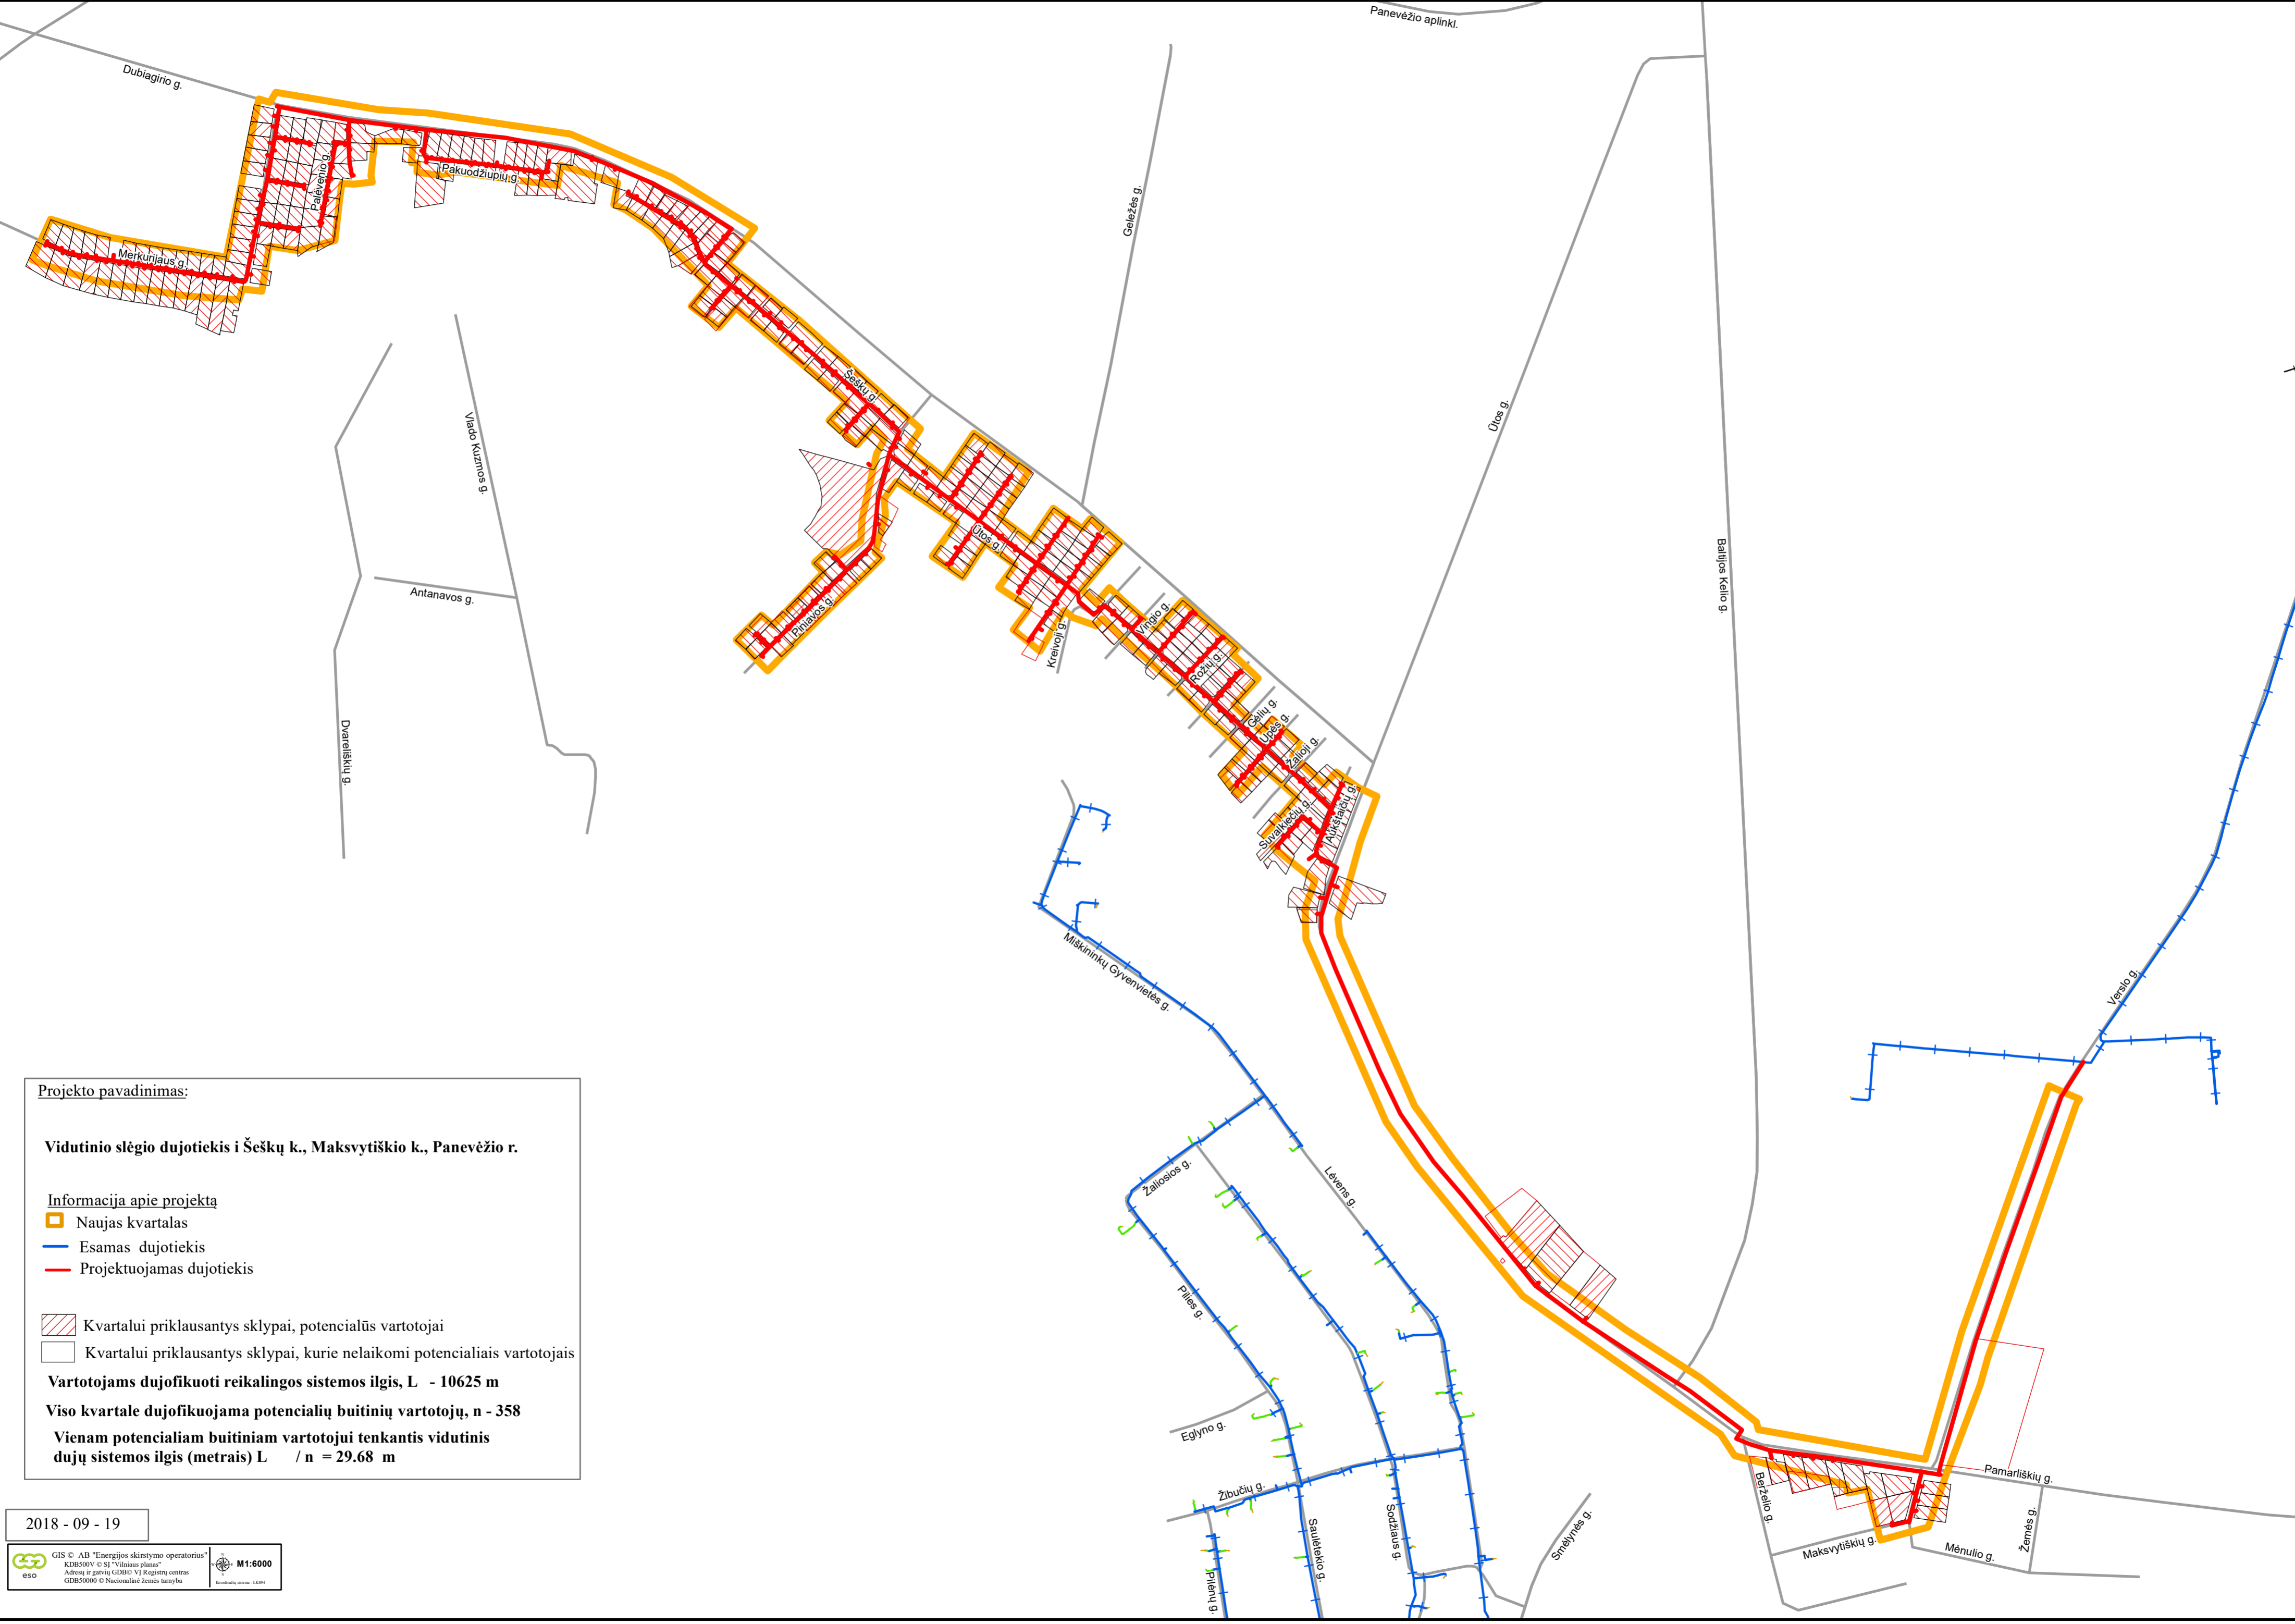 Panevėžio aplinkl.
Dubiagirio g.
Palėvenio g.
Pakuodžiupių g.
Merkurijaus g.
Geležės g.
Šeškų g.
Ūtos g.
Vlado Kuzmos g.
Ūtos g.
Baltijos Kelio g.
Antanavos g.
Piniavos g.
Kreivoji g.
Vingio g.
Rožių g.
Gėlių g.
Upės g.
Žalioji g.
Dvareliškių g.
Suvalkiečių g.
Aukštaičių g.
Miškininkų Gyvenvietės g.
Verslo g.
Žaliosios g.
Lėvens g.
Pilies g.
Eglyno g.
Žibučių g.
Pilėnų g.
Saulėtekio g.
Sodžiaus g.
Smėlynės g.
Berželio g.
Pamarliškių g.
Maksvytiškių g.
Mėnulio g.
Žemės g.
Projekto pavadinimas:
Vidutinio slėgio dujotiekis i Šeškų k., Maksvytiškio k., Panevėžio r.
Informacija apie projektą
Naujas kvartalas
Esamas dujotiekis
Projektuojamas dujotiekis
Kvartalui priklausantys sklypai, potencialūs vartotojai
Kvartalui priklausantys sklypai, kurie nelaikomi potencialiais vartotojais
Vartotojams dujofikuoti reikalingos sistemos ilgis, L - 10625 m
Viso kvartale dujofikuojama potencialių buitinių vartotojų, n - 358
Vienam potencialiam buitiniam vartotojui tenkantis vidutinis
dujų sistemos ilgis (metrais) L / n = 29.68 m
2018 - 09 - 19
eso
GIS © AB "Energijos skirstymo operatorius"
KDB500V © SĮ "Vilniaus planas"
Adresų ir gatvių GDB© VĮ Registrų centras
GDB50000 © Nacionalinė žemės tarnyba
M1:6000
Koordinačių sistema - LKS94